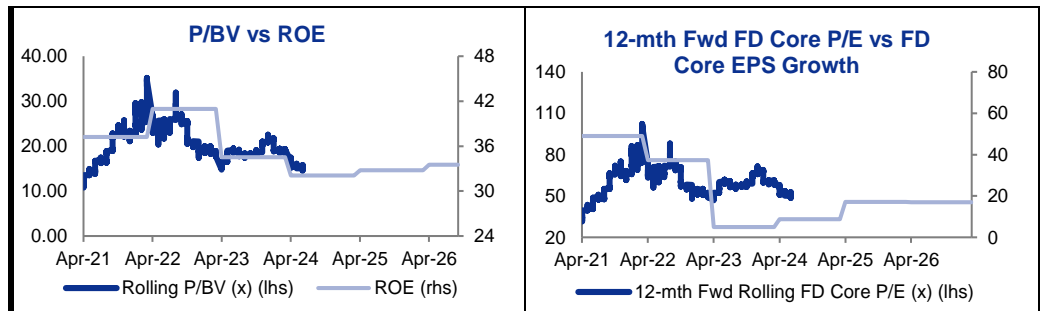 P/BV vs ROE
40.00
30.00
20.00
10.00
0.00
48
42
36
30
24
Apr-21 Apr-22 Apr-23 Apr-24 Apr-25 Apr-26
Rolling P/BV (x) (lhs) ROE (rhs)
12-mth Fwd FD Core P/E vs FD
Core EPS Growth
140
110
80
50
20
80
60
40
20
0
Apr-21 Apr-22 Apr-23 Apr-24 Apr-25 Apr-26
12-mth Fwd Rolling FD Core P/E (x) (lhs)